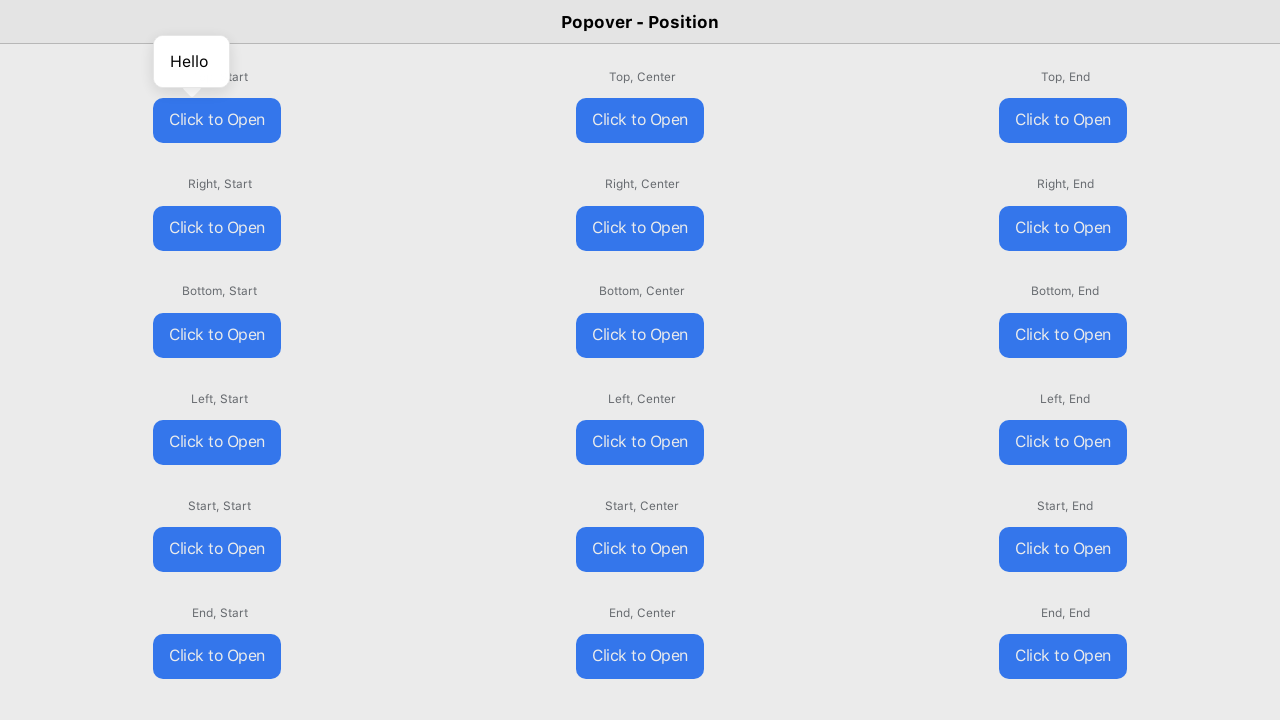 Popover - Position
Hello
Top, Center
Top, End
Click to Open
Click to Open
Click to Open
Right, Start
Right, Center
Right, End
Click to Open
Click to Open
Click to Open
Bottom, Start
Bottom, Center
Bottom, End
Click to Open
Click to Open
Click to Open
Left, Start
Left, Center
Left, End
Click to Open
Click to Open
Click to Open
Start, Start
Start, Center
Start, End
Click to Open
Click to Open
Click to Open
End, Start
End, Center
End, End
Click to Open
Click to Open
Click to Open